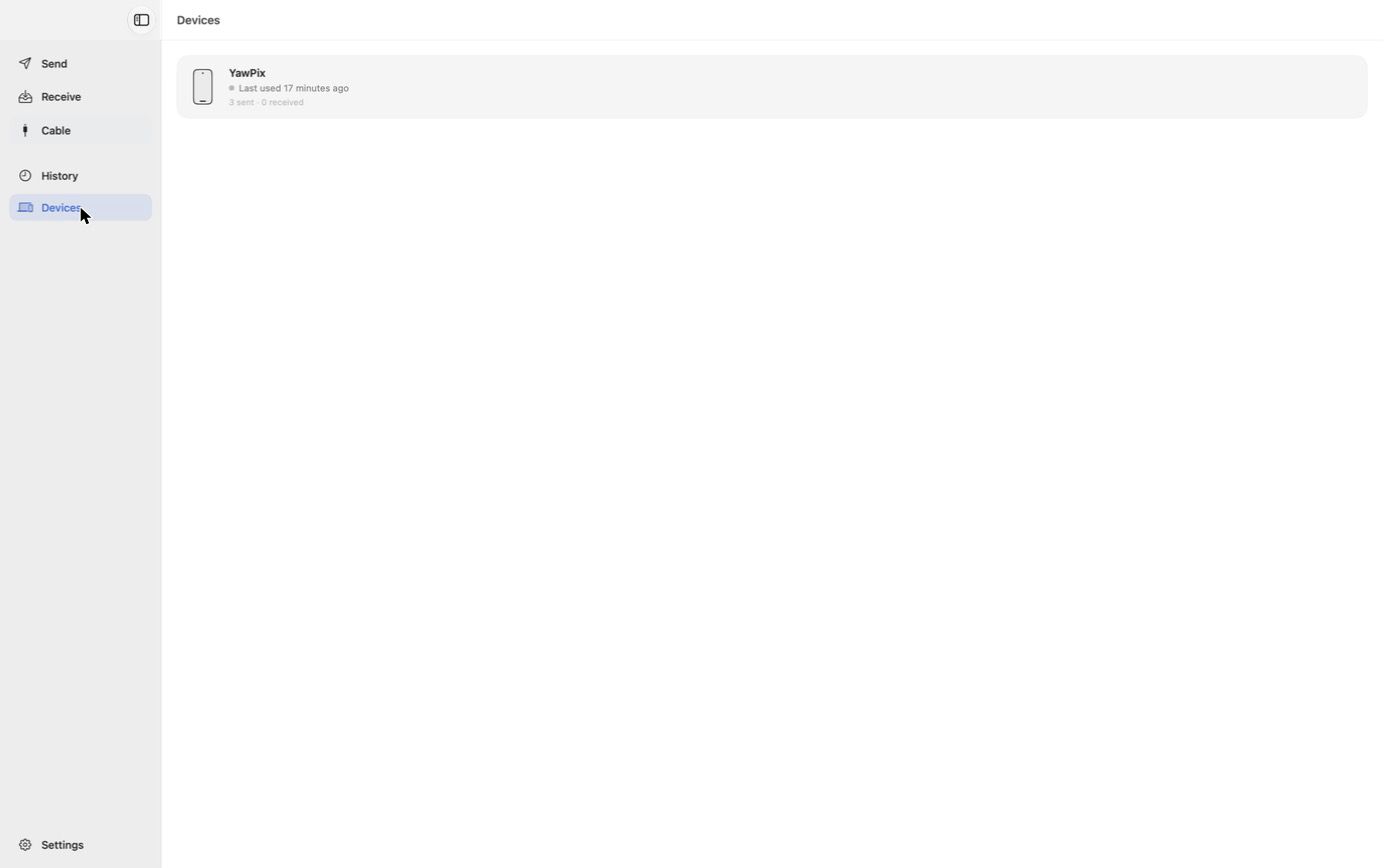 Devices
Send
Receive
Cable
History
Devices
Settings
YawPix
Last used 17 minutes ago
3 sent · 0 received